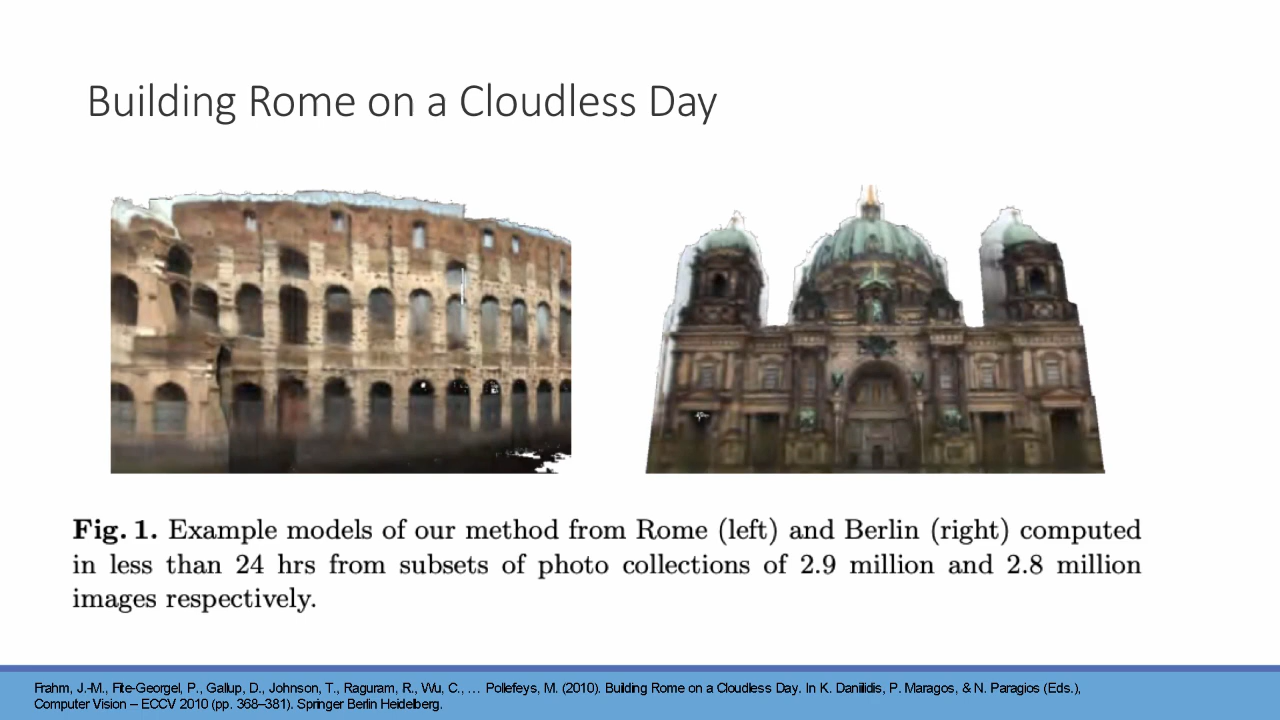 Building Rome on a Cloudless Day
Fig. 1. Example models of our method from Rome (left) and Berlin (right) computed
in less than 24 hrs from subsets of photo collections of 2.9 million and 2.8 million
images respectively.
Frahm, J.-M., Fite-Georgel, P., Gallup, D., Johnson, T., Raguram, R., Wu, C., … Pollefeys, M. (2010). Building Rome on a Cloudless Day. In K. Daniilidis, P. Maragos, & N. Paragios (Eds.),
Computer Vision – ECCV 2010 (pp. 368–381). Springer Berlin Heidelberg.